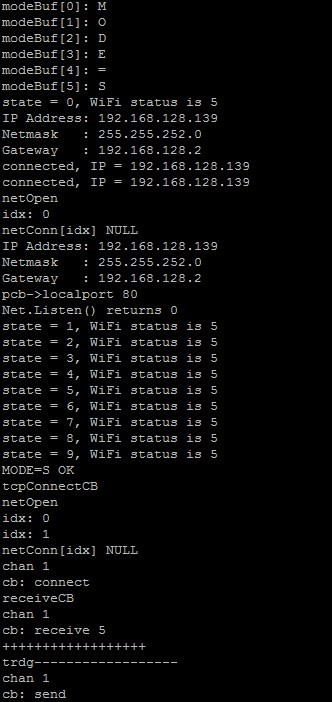 modeBuf[0]: M
modeBuf[1]: O
modeBuf[2]: D
modeBuf[3]: E
modeBuf[4]: =
modeBuf[5]: S
state = 0, WiFi status is 5
IP Address: 192.168.128.139
Netmask   : 255.255.252.0
Gateway   : 192.168.128.2
connected, IP = 192.168.128.139
connected, IP = 192.168.128.139
netOpen
idx: 0
netConn[idx] NULL
IP Address: 192.168.128.139
Netmask   : 255.255.252.0
Gateway   : 192.168.128.2
pcb->localport 80
Net.Listen() returns 0
state = 1, WiFi status is 5
state = 2, WiFi status is 5
state = 3, WiFi status is 5
state = 4, WiFi status is 5
state = 5, WiFi status is 5
state = 6, WiFi status is 5
state = 7, WiFi status is 5
state = 8, WiFi status is 5
state = 9, WiFi status is 5
MODE=S OK
tcpConnectCB
netOpen
idx: 0
idx: 1
netConn[idx] NULL
chan 1
cb: connect
receiveCB
chan 1
cb: receive 5
++++++++++++++++++
trdg------------------
chan 1
cb: send